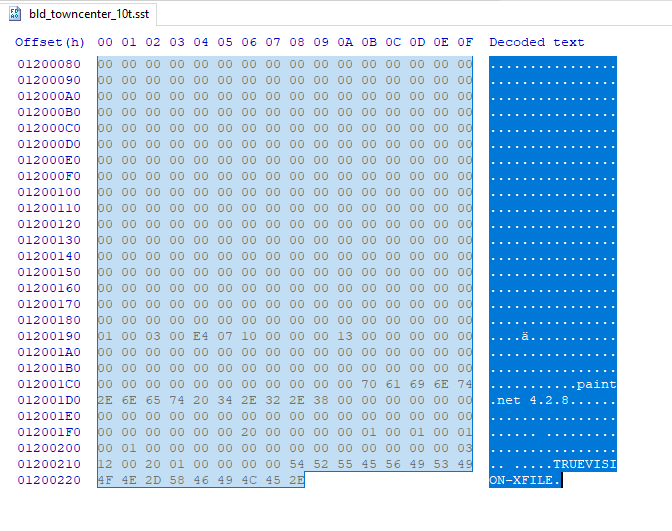 bld_towncenter_10t.sst
Offset(h) 00 01 02 03 04 05 06 07 08 09 0A 0B 0C 0D 0E 0F Decoded text
01200080 00 00 00 00 00 00 00 00 00 00 00 00 00 00 00 00 ................
01200090 00 00 00 00 00 00 00 00 00 00 00 00 00 00 00 00 ................
012000A0 00 00 00 00 00 00 00 00 00 00 00 00 00 00 00 00 ................
012000B0 00 00 00 00 00 00 00 00 00 00 00 00 00 00 00 00 ................
012000C0 00 00 00 00 00 00 00 00 00 00 00 00 00 00 00 00 ................
012000D0 00 00 00 00 00 00 00 00 00 00 00 00 00 00 00 00 ................
012000E0 00 00 00 00 00 00 00 00 00 00 00 00 00 00 00 00 ................
012000F0 00 00 00 00 00 00 00 00 00 00 00 00 00 00 00 00 ................
01200100 00 00 00 00 00 00 00 00 00 00 00 00 00 00 00 00 ................
01200110 00 00 00 00 00 00 00 00 00 00 00 00 00 00 00 00 ................
01200120 00 00 00 00 00 00 00 00 00 00 00 00 00 00 00 00 ................
01200130 00 00 00 00 00 00 00 00 00 00 00 00 00 00 00 00 ................
01200140 00 00 00 00 00 00 00 00 00 00 00 00 00 00 00 00 ................
01200150 00 00 00 00 00 00 00 00 00 00 00 00 00 00 00 00 ................
01200160 00 00 00 00 00 00 00 00 00 00 00 00 00 00 00 00 ................
01200170 00 00 00 00 00 00 00 00 00 00 00 00 00 00 00 00 ................
01200180 00 00 00 00 00 00 00 00 00 00 00 00 00 00 00 00 ................
01200190 01 00 03 00 E4 07 10 00 00 00 13 00 00 00 00 00 ....ä...........
012001A0 00 00 00 00 00 00 00 00 00 00 00 00 00 00 00 00 ................
012001B0 00 00 00 00 00 00 00 00 00 00 00 00 00 00 00 00 ................
012001C0 00 00 00 00 00 00 00 00 00 00 00 70 61 69 6E 74 ...........paint
012001D0 2E 6E 65 74 20 34 2E 32 2E 38 00 00 00 00 00 00 .net 4.2.8......
012001E0 00 00 00 00 00 00 00 00 00 00 00 00 00 00 00 00 ................
012001F0 00 00 00 00 00 00 20 00 00 00 00 01 00 01 00 01 ...... .........
01200200 00 01 00 00 00 00 00 00 00 00 00 00 00 00 00 03 ................
01200210 12 00 20 01 00 00 00 00 54 52 55 45 56 49 53 49 .. .....TRUEVISI
01200220 4F 4E 2D 58 46 49 4C 45 2E ON-XFILE.